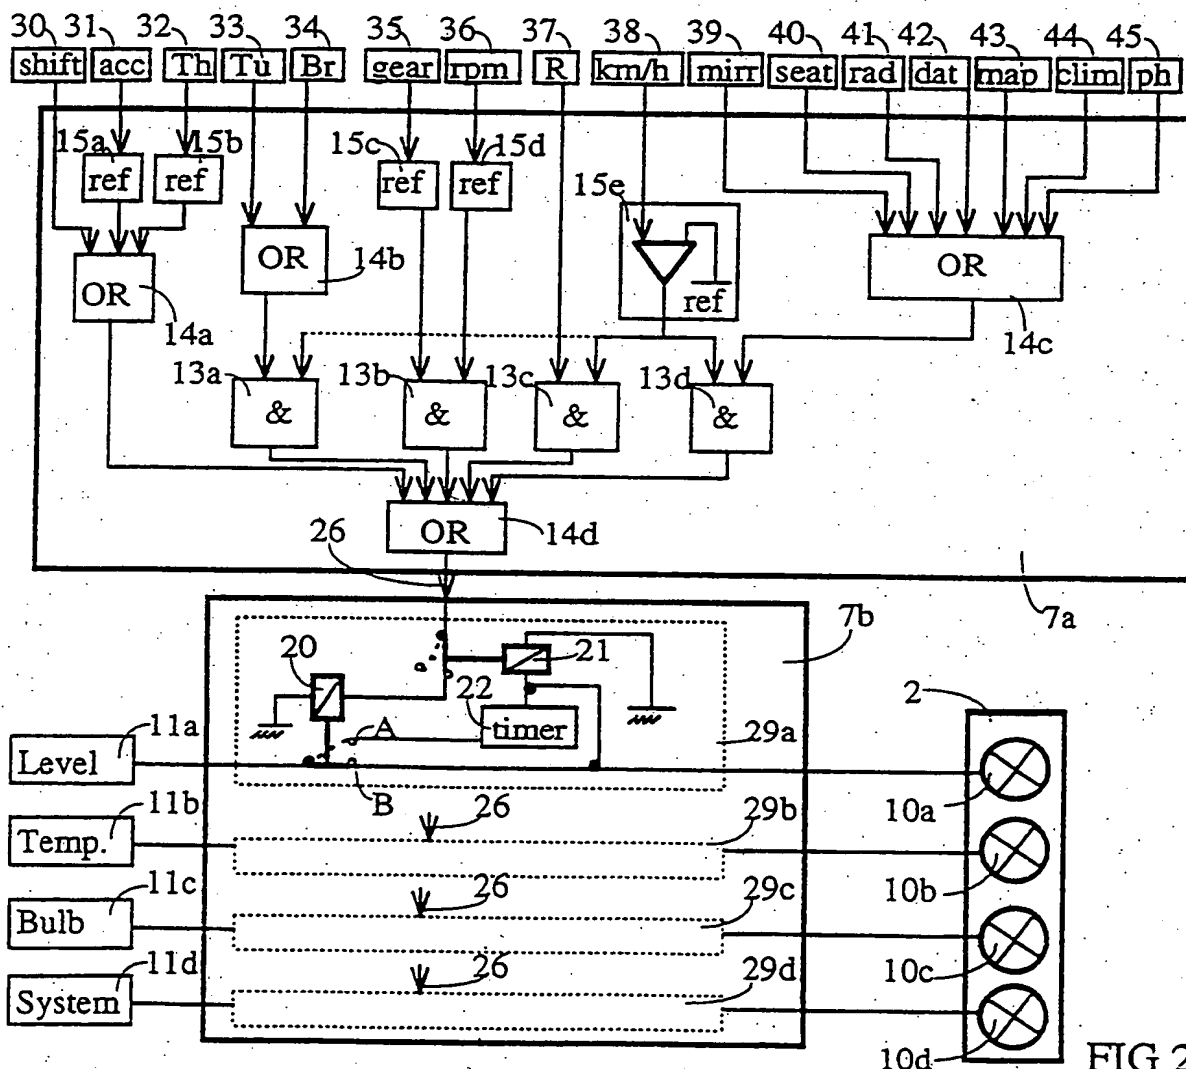 30 31 32 33 34 35 36 37 38 39 40 41 42 43 44 45
shift acc Th Tu Br gear rpm R km/h mirr seat rad dat map clim ph
15a 15b 15c 15d 15e
ref ref ref ref
OR 14b OR
OR ref
14a 14c
13a 13b 13c 13d
& & & &
OR 14d
26
7a
7b
20 21
22 2
11a A timer 29a
Level
10a
B
11b 26 29b
Temp.
10b
11c 26 29c
Bulb
10c
11d 26 29d
System
10d
FIG 2